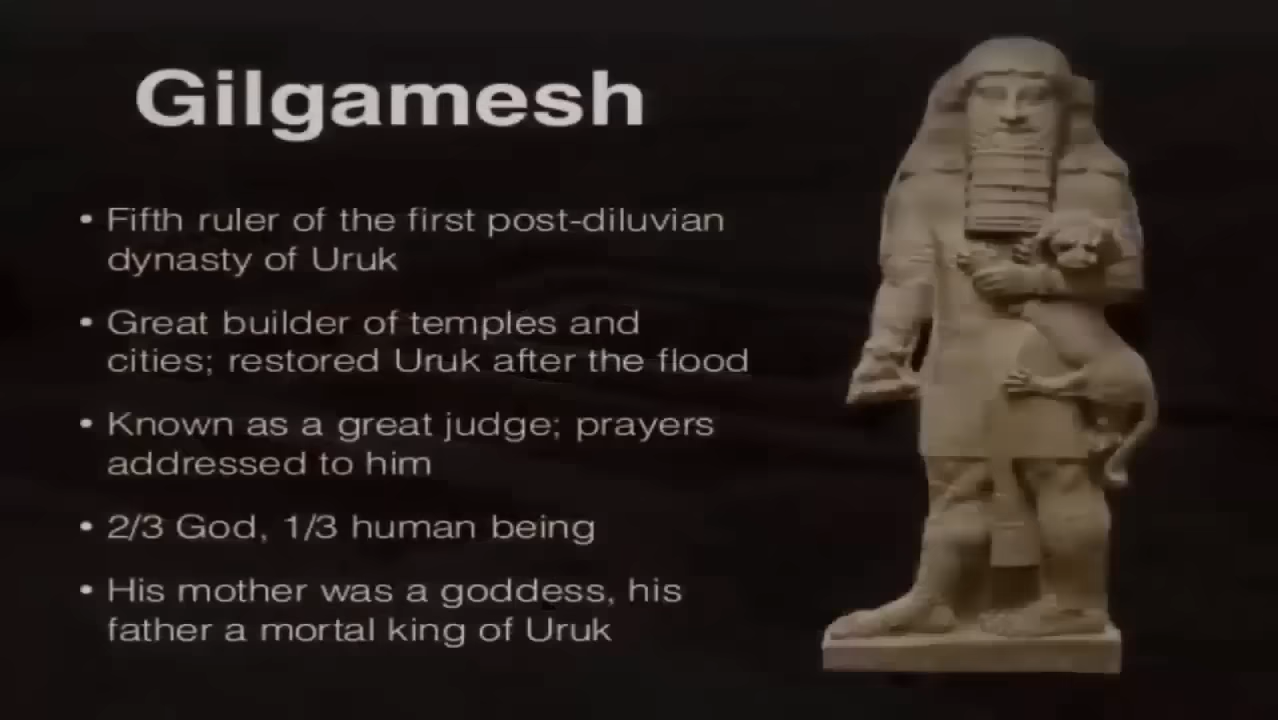 Gilgamesh
• Fifth ruler of the first post-diluvian
dynasty of Uruk
• Great builder of temples and
cities; restored Uruk after the flood
• Known as a great judge; prayers
addressed to him
• 2/3 God, 1/3 human being
• His mother was a goddess, his
father a mortal king of Uruk